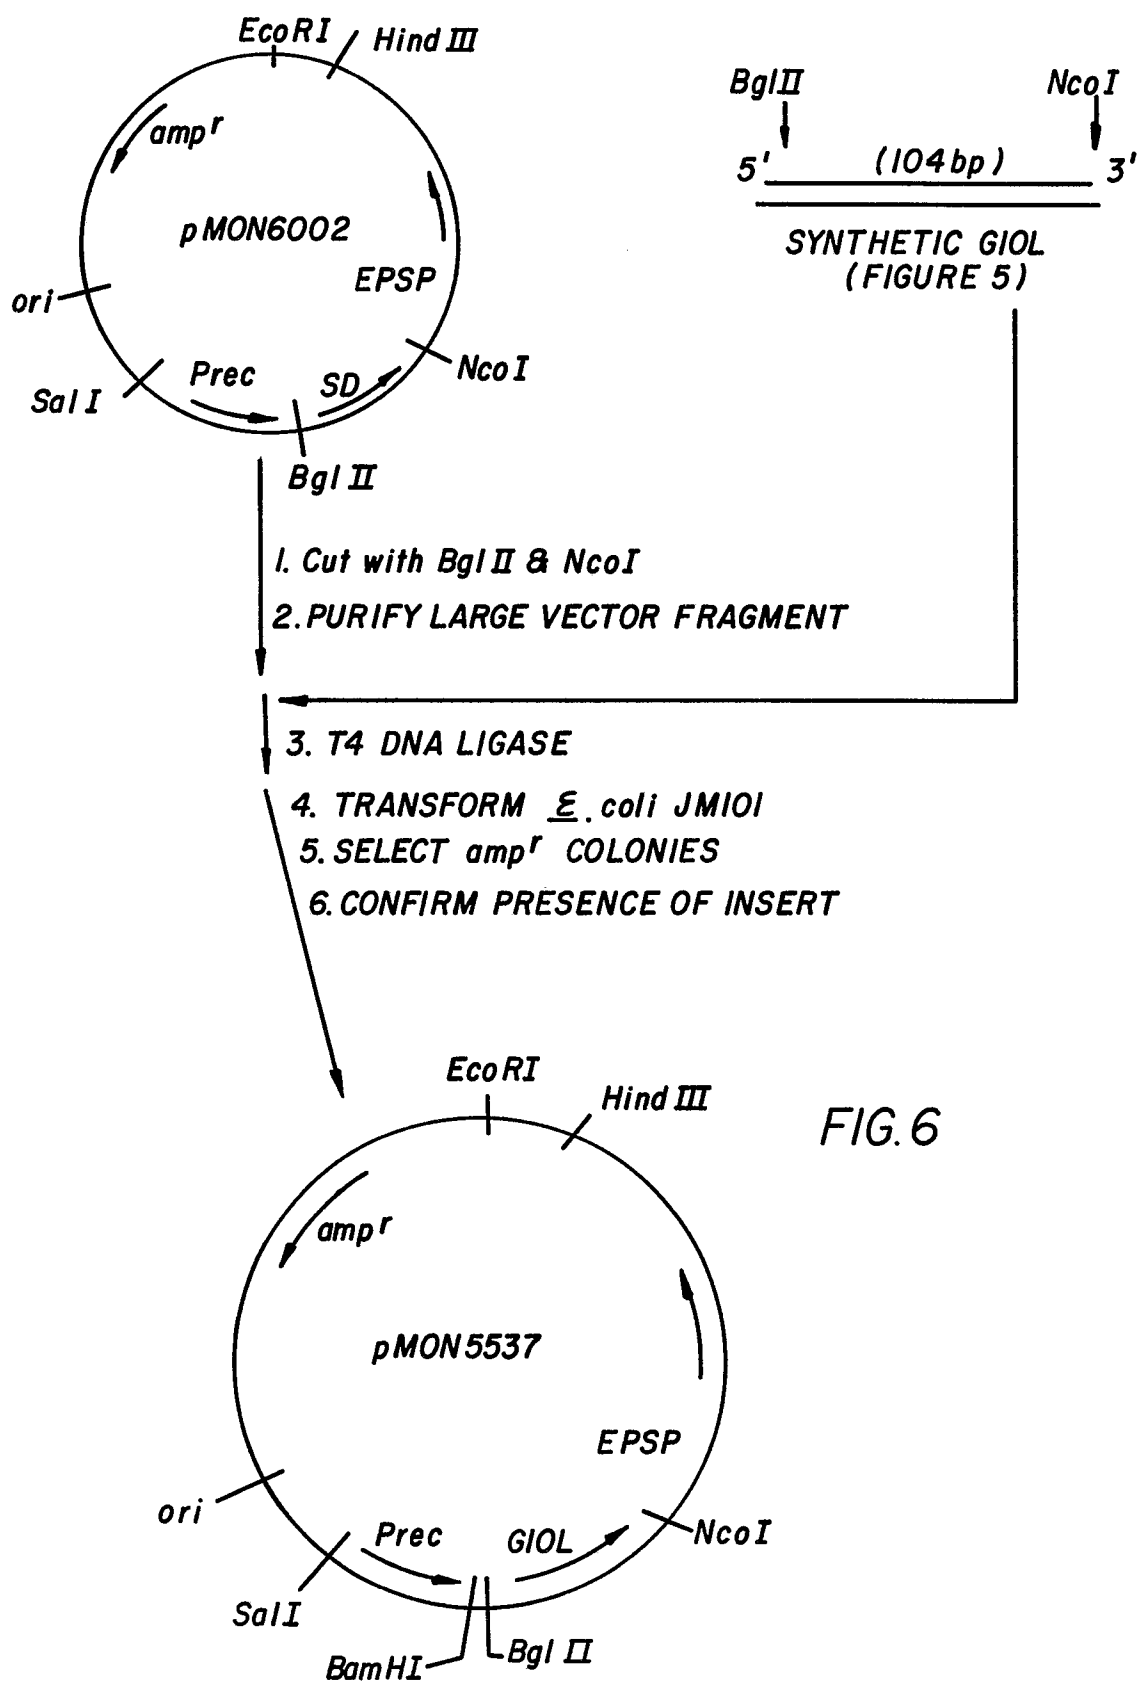 EcoRI
Hind III
amp^r
pMON6002
EPSP
ori
Sal I
Prec
SD
NcoI
Bgl II
BglII
NcoI
5' (104bp) 3'
SYNTHETIC GIOL
(FIGURE 5)
1. Cut with Bgl II & NcoI
2. PURIFY LARGE VECTOR FRAGMENT
3. T4 DNA LIGASE
4. TRANSFORM E. coli JM101
5. SELECT amp^r COLONIES
6. CONFIRM PRESENCE OF INSERT
EcoRI
Hind III
FIG. 6
amp^r
pMON5537
EPSP
ori
Prec
GIOL
NcoI
SalI
BamHI
Bgl II